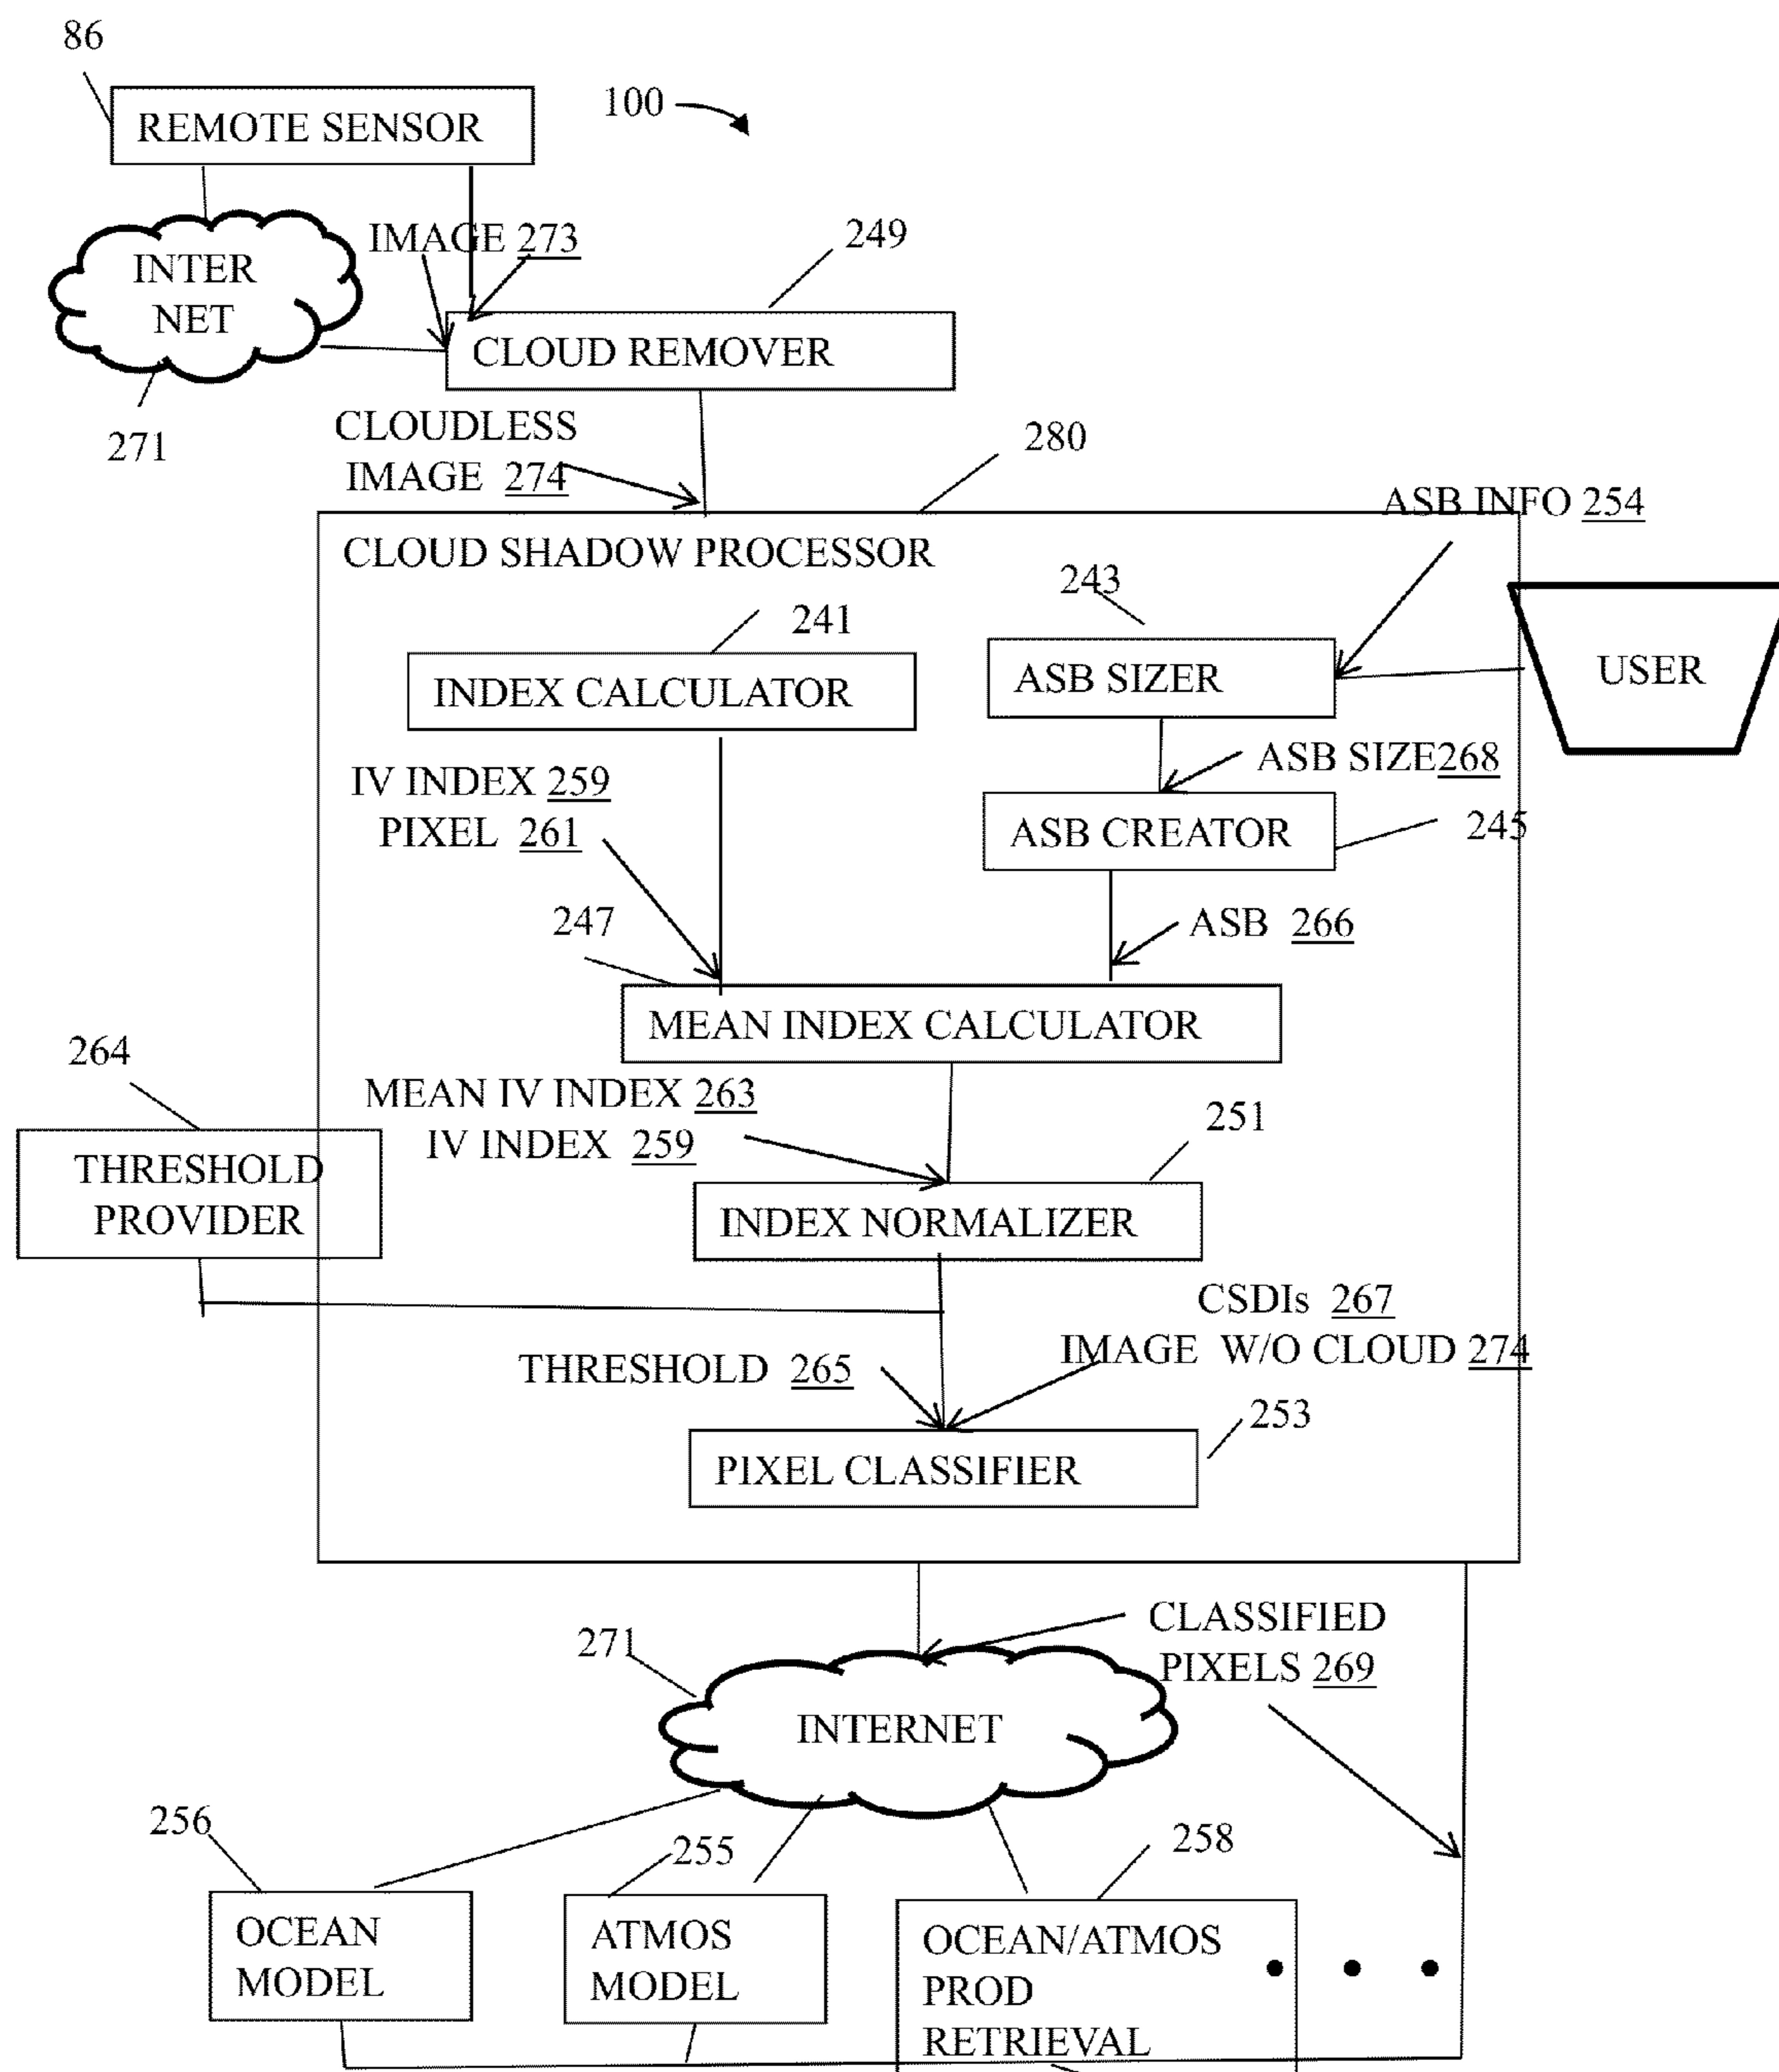 86
REMOTE SENSOR
100
IMAGE 273
249
INTER
NET
CLOUD REMOVER
271
CLOUDLESS
IMAGE 274
280
ASB INFO 254
CLOUD SHADOW PROCESSOR
243
241
INDEX CALCULATOR
ASB SIZER
USER
IV INDEX 259
PIXEL 261
ASB SIZE268
ASB CREATOR
245
247
ASB 266
MEAN INDEX CALCULATOR
264
MEAN IV INDEX 263
IV INDEX 259
251
THRESHOLD
PROVIDER
INDEX NORMALIZER
CSDIs 267
IMAGE W/O CLOUD 274
THRESHOLD 265
253
PIXEL CLASSIFIER
CLASSIFIED
PIXELS 269
271
INTERNET
256
255
258
OCEAN
MODEL
ATMOS
MODEL
OCEAN/ATMOS
PROD
RETRIEVAL